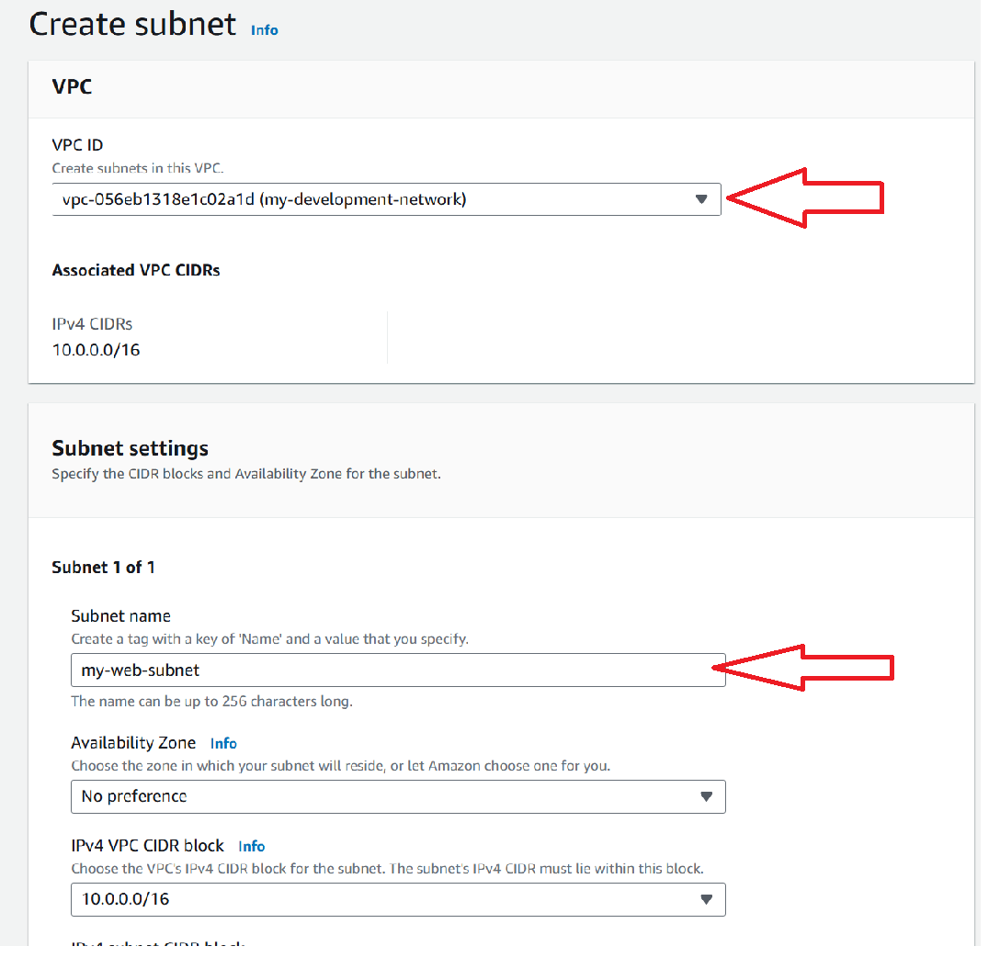 Create subnet Info
VPC
VPC ID
Create subnets in this VPC.
vpc-056eb1318e1c02a1d (my-development-network)
Associated VPC CIDRs
IPv4 CIDRs
10.0.0.0/16
Subnet settings
Specify the CIDR blocks and Availability Zone for the subnet.
Subnet 1 of 1
Subnet name
Create a tag with a key of 'Name' and a value that you specify.
my-web-subnet
The name can be up to 256 characters long.
Availability Zone Info
Choose the zone in which your subnet will reside, or let Amazon choose one for you.
No preference
IPv4 VPC CIDR block Info
Choose the VPC's IPv4 CIDR block for the subnet. The subnet's IPv4 CIDR must lie within this block.
10.0.0.0/16
IPv4 subnet CIDR block